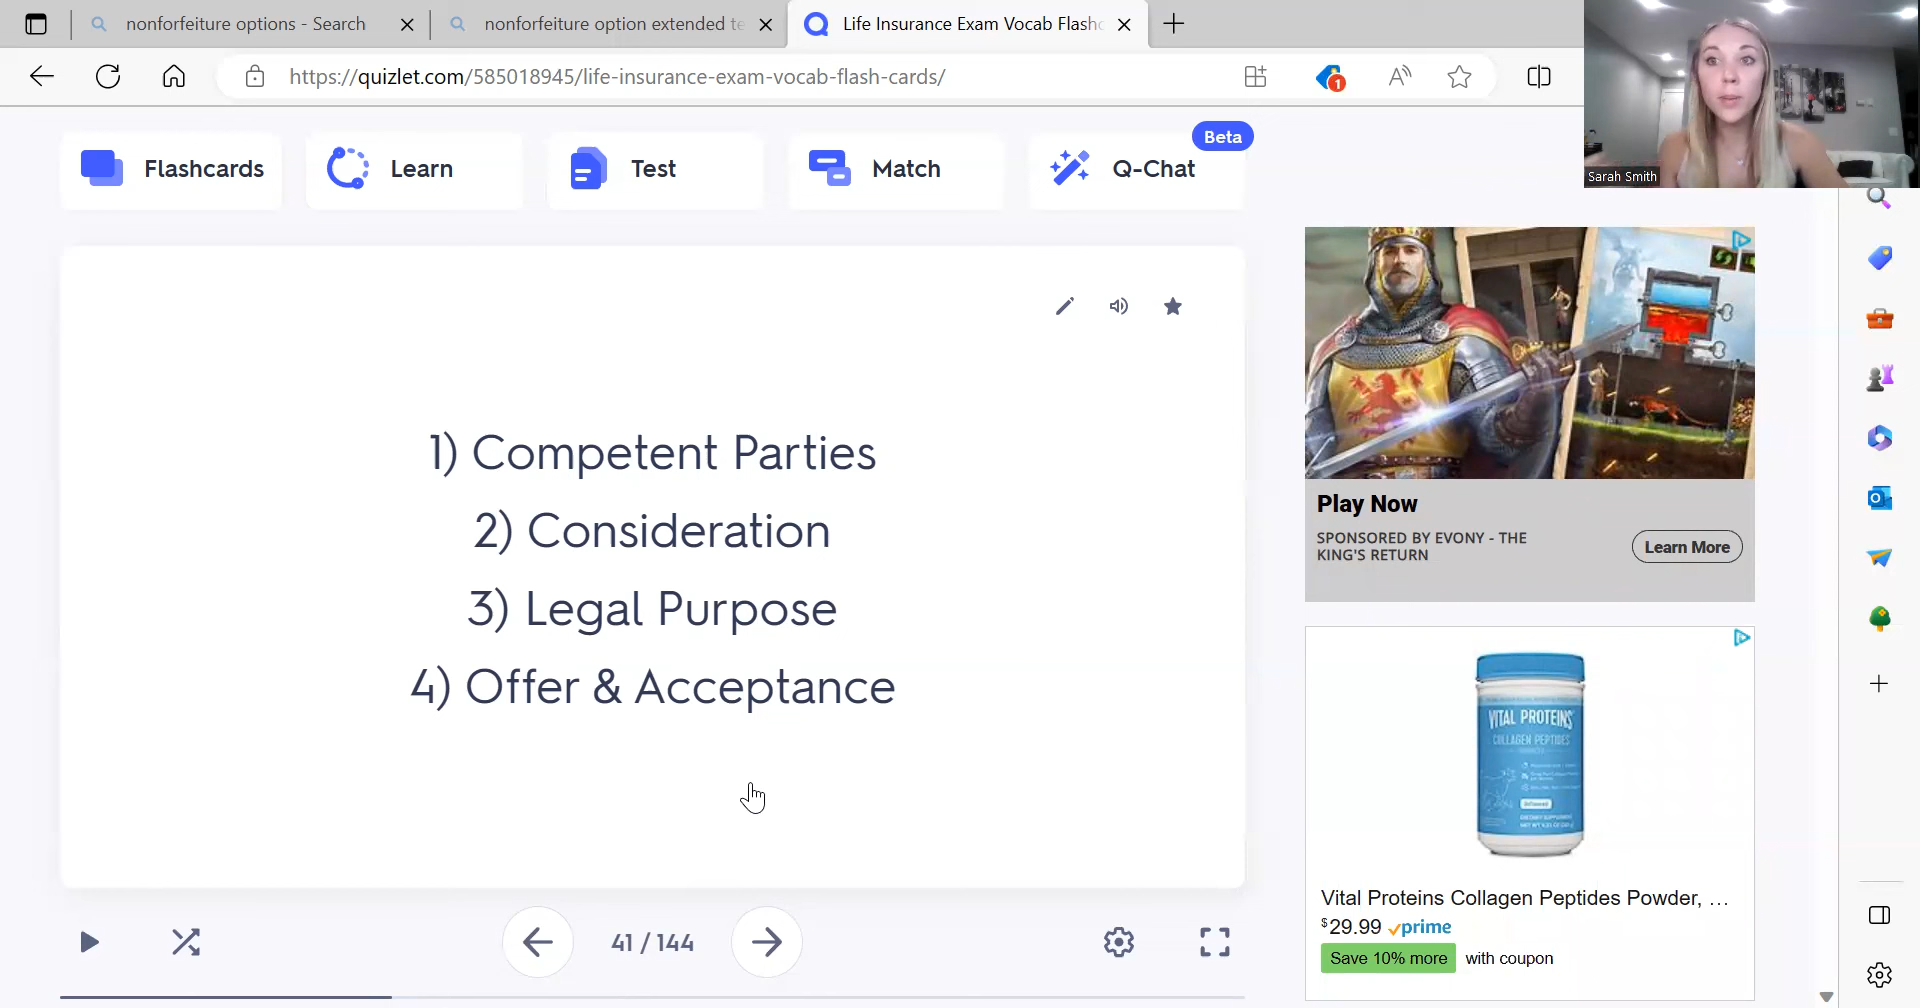 nonforfeiture options - Search
nonforfeiture option extended te
Life Insurance Exam Vocab Flashc
https://quizlet.com/585018945/life-insurance-exam-vocab-flash-cards/
1
Sarah Smith
Flashcards
Learn
Test
Match
Q-Chat
Beta
1) Competent Parties
2) Consideration
3) Legal Purpose
4) Offer & Acceptance
41 / 144
Play Now
SPONSORED BY EVONY - THE
KING'S RETURN
Learn More
VITAL PROTEINS
COLLAGEN PEPTIDES
Vital Proteins Collagen Peptides Powder, ...
$29.99 prime
Save 10% more with coupon